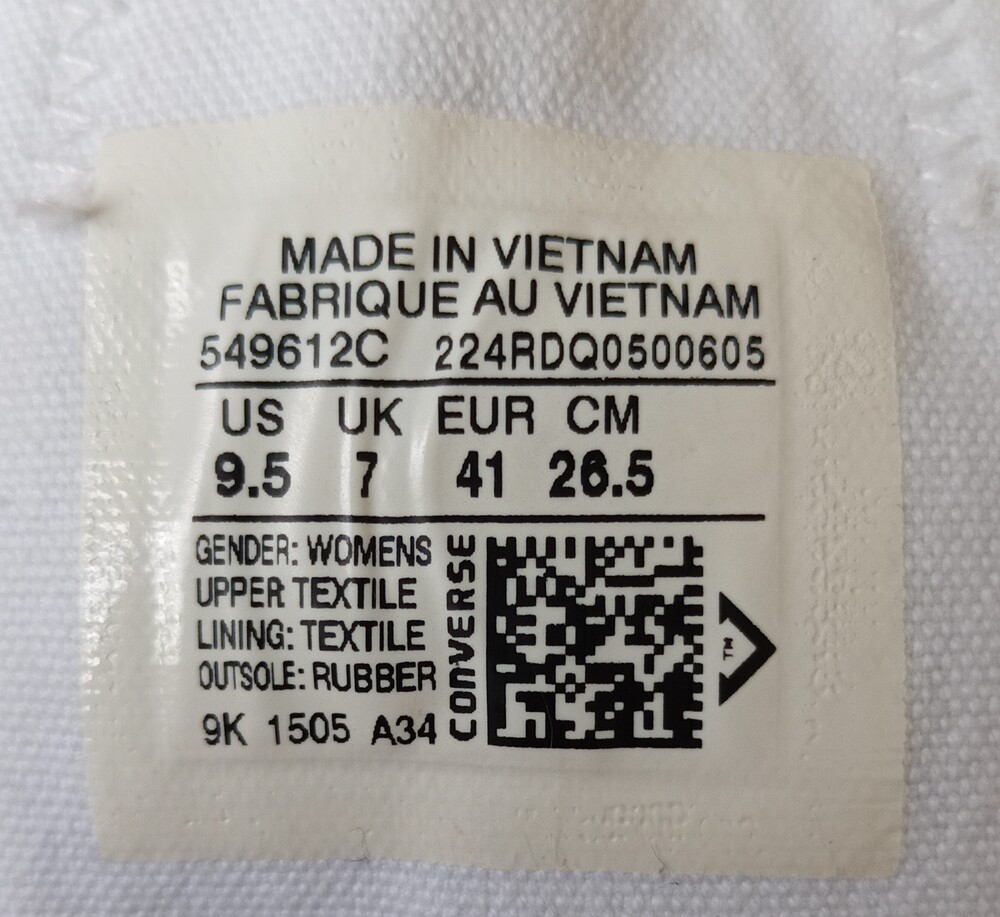 MADE IN VIETNAM
FABRIQUE AU VIETNAM
549612C 224RDQ0500605
US UK EUR CM
9.5 7 41 26.5
GENDER: WOMENS
UPPER TEXTILE
LINING: TEXTILE
OUTSOLE: RUBBER
9K 1505 A34
CONVERSE
TM